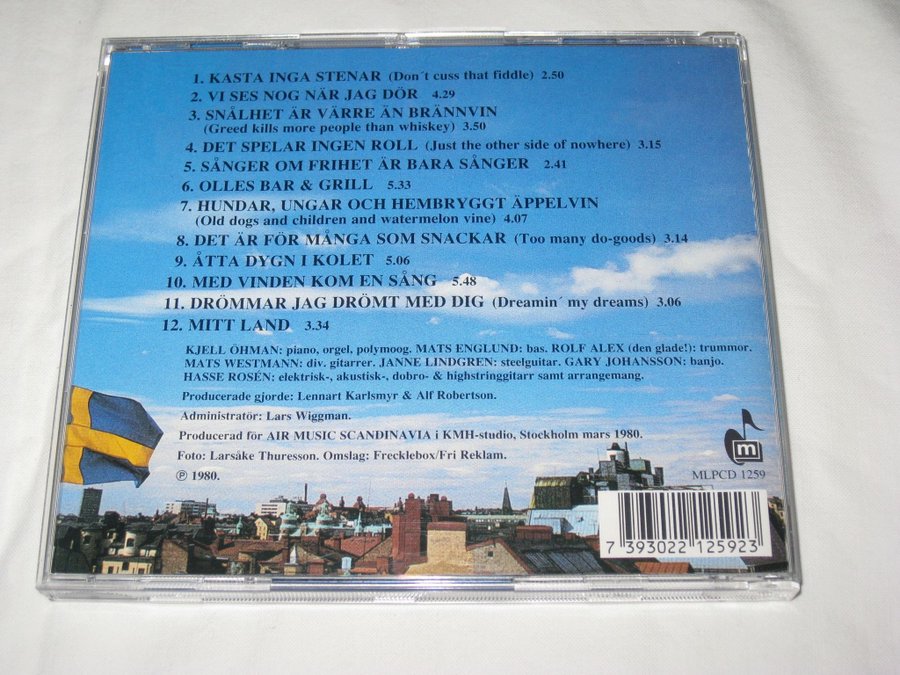 1. KASTA INGA STENAR (Don´t cuss that fiddle) 2.50
2. VI SES NOG NÄR JAG DÖR 4.29
3. SNÅLHET ÄR VÄRRE ÄN BRÄNNVIN
(Greed kills more people than whiskey) 3.50
4. DET SPELAR INGEN ROLL (Just the other side of nowhere) 3.15
5. SÅNGER OM FRIHET ÄR BARA SÅNGER 2.41
6. OLLES BAR & GRILL 5.33
7. HUNDAR, UNGAR OCH HEMBRYGGT ÄPPELVIN
(Old dogs and children and watermelon vine) 4.07
8. DET ÄR FÖR MÅNGA SOM SNACKAR (Too many do-goods) 3.14
9. ÅTTA DYGN I KOLET 5.06
10. MED VINDEN KOM EN SÅNG 5.48
11. DRÖMMAR JAG DRÖMT MED DIG (Dreamin´ my dreams) 3.06
12. MITT LAND 3.34
KJELL ÖHMAN: piano, orgel, polymoog. MATS ENGLUND: bas. ROLF ALEX (den glade!): trummor.
MATS WESTMANN: div. gitarrer. JANNE LINDGREN: steelguitar. GARY JOHANSSON: banjo.
HASSE ROSÉN: elektrisk-, akustisk-, dobro- & highstringgitarr samt arrangemang.
Producerade gjorde: Lennart Karlsmyr & Alf Robertson.
Administratör: Lars Wiggman.
Producerad för AIR MUSIC SCANDINAVIA i KMH-studio, Stockholm mars 1980.
Foto: Larsåke Thuresson. Omslag: Frecklebox/Fri Reklam.
℗ 1980.
m
MLPCD 1259
7 393022 125923